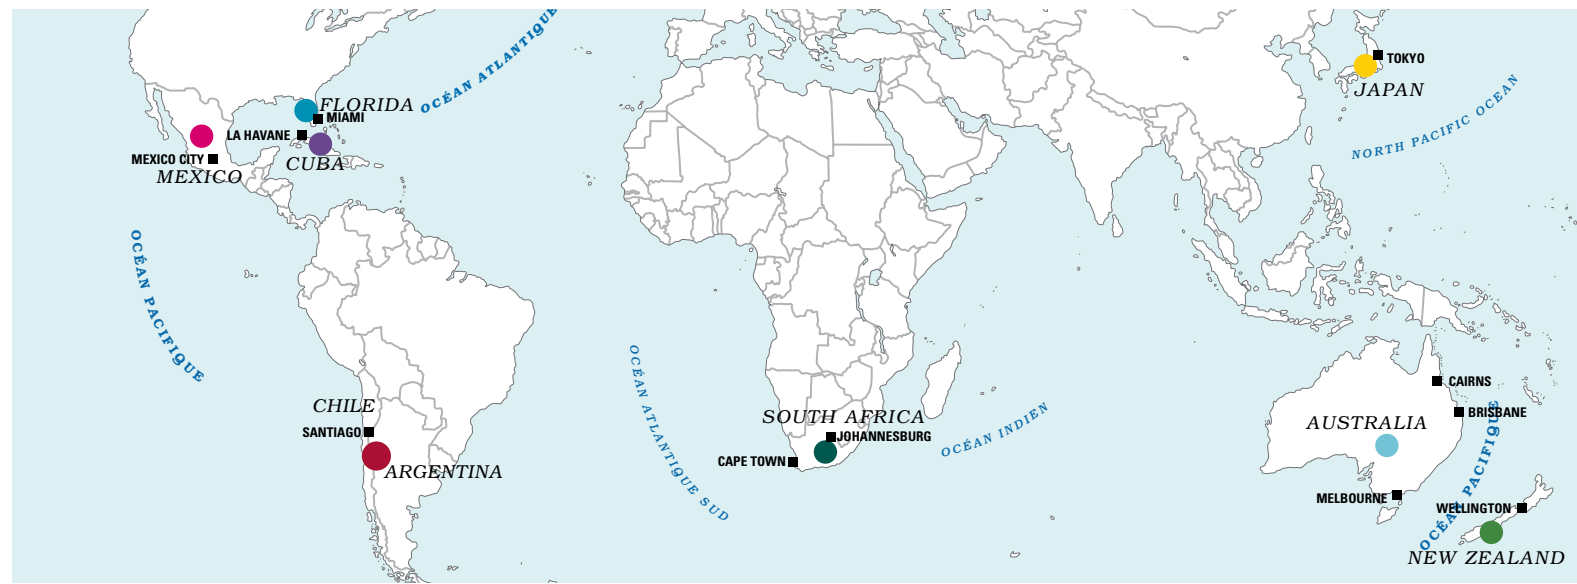 OCÉAN ATLANTIQUE
TOKYO
JAPAN
FLORIDA
MIAMI
LA HAVANE
CUBA
MEXICO CITY
MEXICO
NORTH PACIFIC OCEAN
OCÉAN PACIFIQUE
CHILE
SANTIAGO
ARGENTINA
OCÉAN ATLANTIQUE SUD
SOUTH AFRICA
JOHANNESBURG
CAPE TOWN
OCÉAN INDIEN
CAIRNS
BRISBANE
AUSTRALIA
OCÉAN PACIFIQUE
MELBOURNE
WELLINGTON
NEW ZEALAND